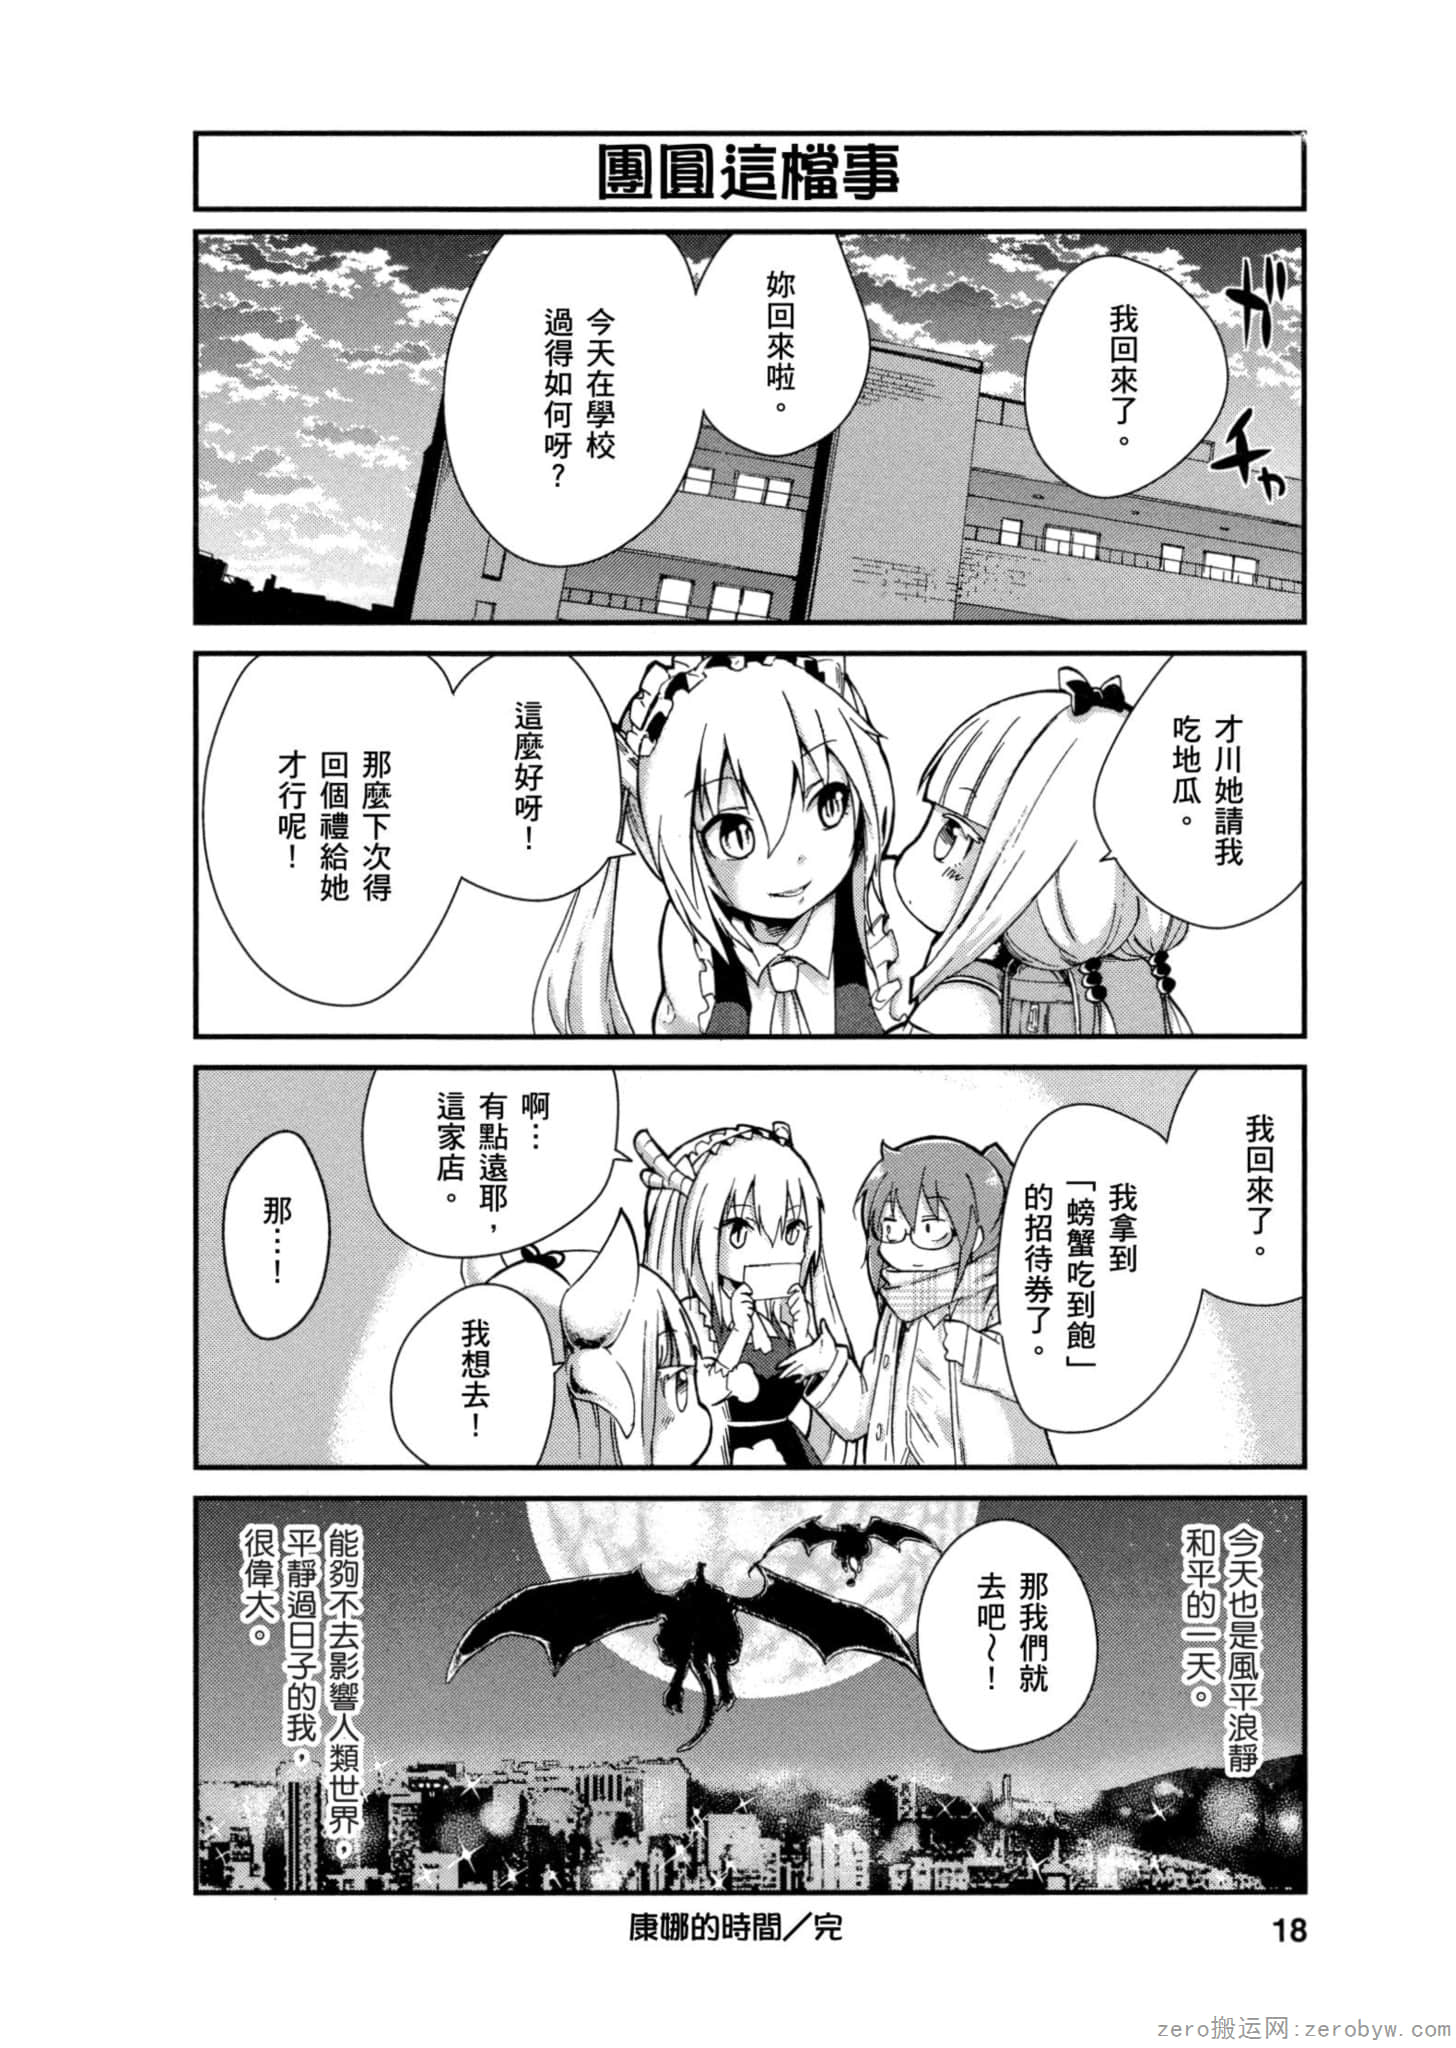 團圓這檔事
ガチャ
我回來了。
妳回來啦。
今天在學校
過得如何呀？
才川她請我
吃地瓜。
這麼好呀！
那麼下次得
回個禮給她
才行呢！
我回來了。
我拿到
「螃蟹吃到飽」
的招待券了。
啊…
有點遠耶，
這家店。
我想去！
那…！
今天也是風平浪靜
和平的一天。
那我們就
去吧～！
能夠不去影響人類世界，
平靜過日子的我，
很偉大。
康娜的時間／完
18
zero搬运网:zerobyw.com